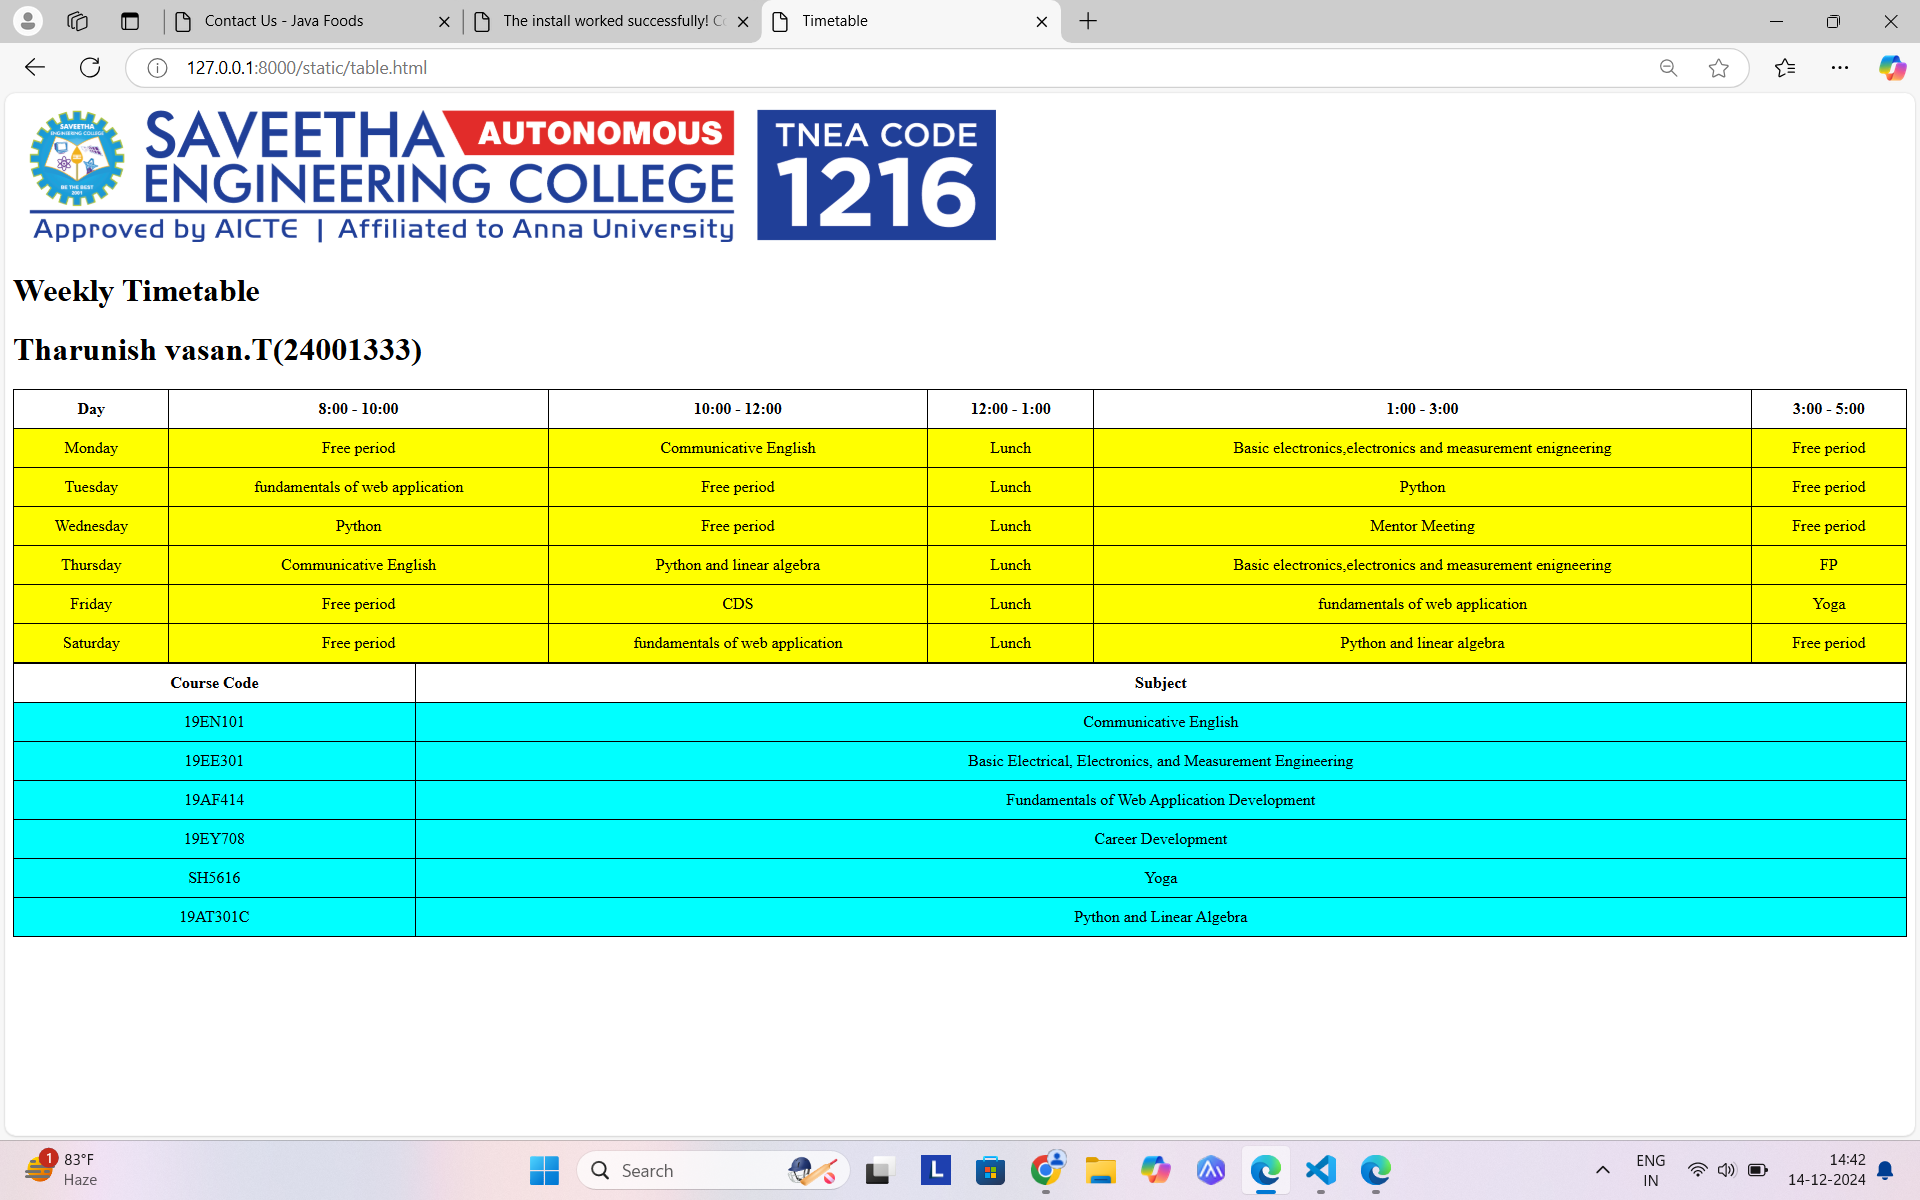 Contact Us - Java Foods
The install worked successfully! Co
Timetable
127.0.0.1:8000/static/table.html
SAVEETHA ENGINEERING COLLEGE
BE THE BEST
2001
SAVEETHA AUTONOMOUS
ENGINEERING COLLEGE
Approved by AICTE | Affiliated to Anna University
TNEA CODE
1216
Weekly Timetable
Tharunish vasan.T(24001333)
Day 8:00 - 10:00 10:00 - 12:00 12:00 - 1:00 1:00 - 3:00 3:00 - 5:00
Monday Free period Communicative English Lunch Basic electronics,electronics and measurement enigneering Free period
Tuesday fundamentals of web application Free period Lunch Python Free period
Wednesday Python Free period Lunch Mentor Meeting Free period
Thursday Communicative English Python and linear algebra Lunch Basic electronics,electronics and measurement enigneering FP
Friday Free period CDS Lunch fundamentals of web application Yoga
Saturday Free period fundamentals of web application Lunch Python and linear algebra Free period
Course Code Subject
19EN101 Communicative English
19EE301 Basic Electrical, Electronics, and Measurement Engineering
19AF414 Fundamentals of Web Application Development
19EY708 Career Development
SH5616 Yoga
19AT301C Python and Linear Algebra
1
83°F
Haze
Search
L
ENG
IN
14:42
14-12-2024